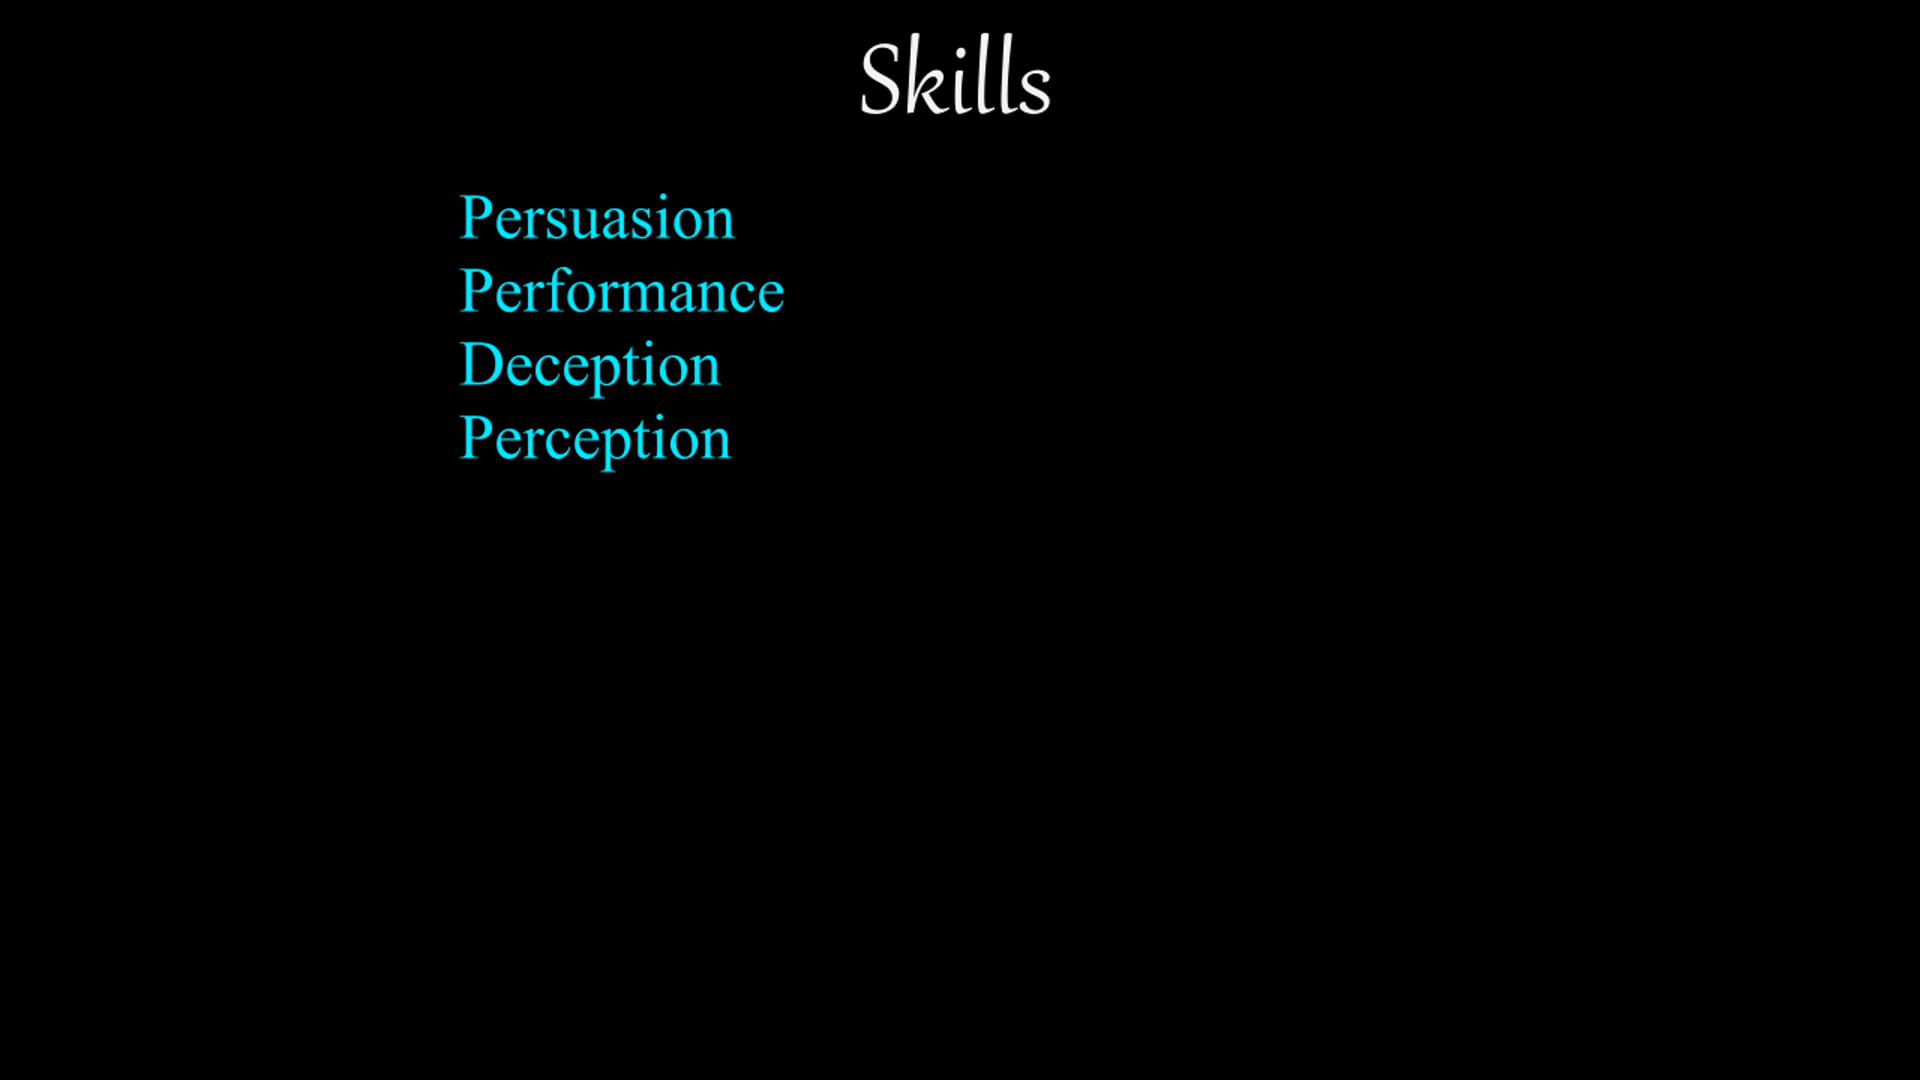 Skills
Persuasion
Performance
Deception
Perception